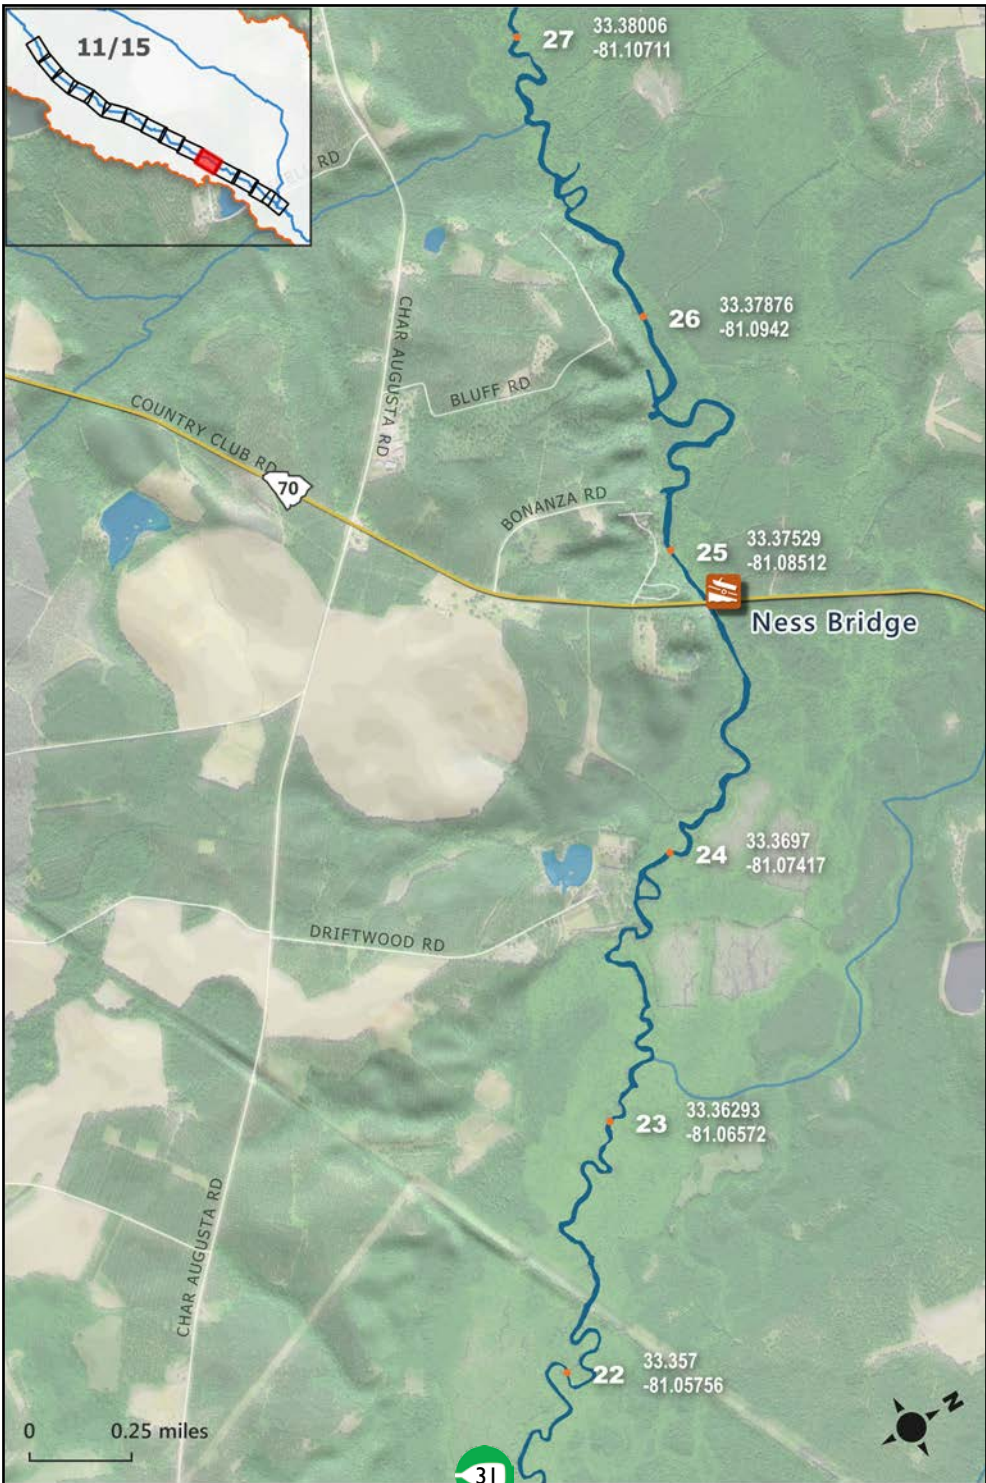 11/15
27
33.38006
-81.10711
RD
26
33.37876
-81.0942
CHAR AUGUSTA RD
BLUFF RD
COUNTRY CLUB RD
70
BONANZA RD
25
33.37529
-81.08512
Ness Bridge
24
33.3697
-81.07417
DRIFTWOOD RD
23
33.36293
-81.06572
CHAR AUGUSTA RD
22
33.357
-81.05756
0 0.25 miles
N
31